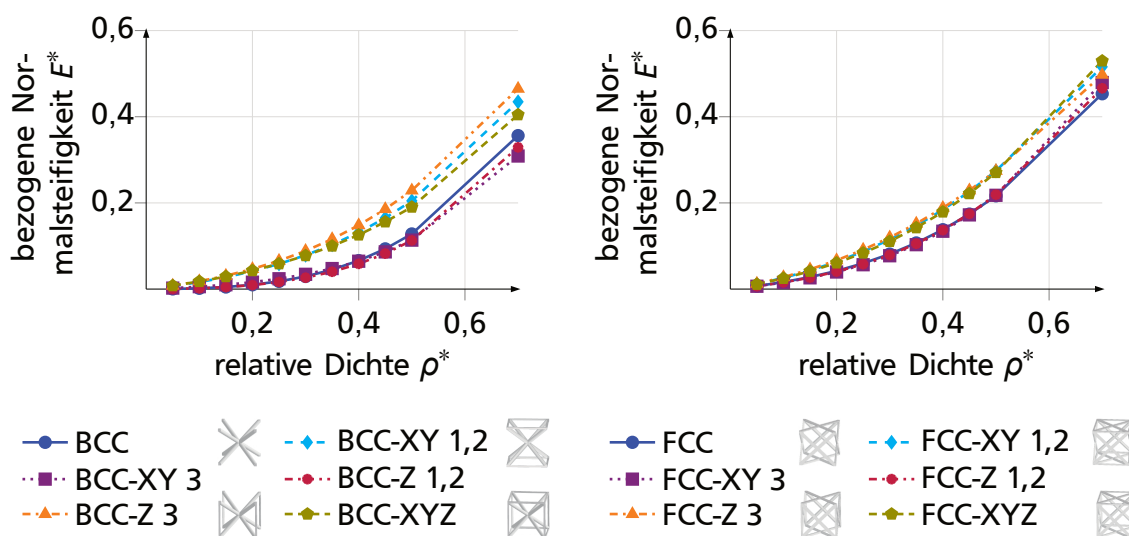 bezogene Nor-
malsteifigkeit E*
0,6
0,4
0,2
0,2
0,4
0,6
relative Dichte ρ*
BCC
BCC-XY 1,2
BCC-XY 3
BCC-Z 1,2
BCC-Z 3
BCC-XYZ
bezogene Nor-
malsteifigkeit E*
0,6
0,4
0,2
0,2
0,4
0,6
relative Dichte ρ*
FCC
FCC-XY 1,2
FCC-XY 3
FCC-Z 1,2
FCC-Z 3
FCC-XYZ